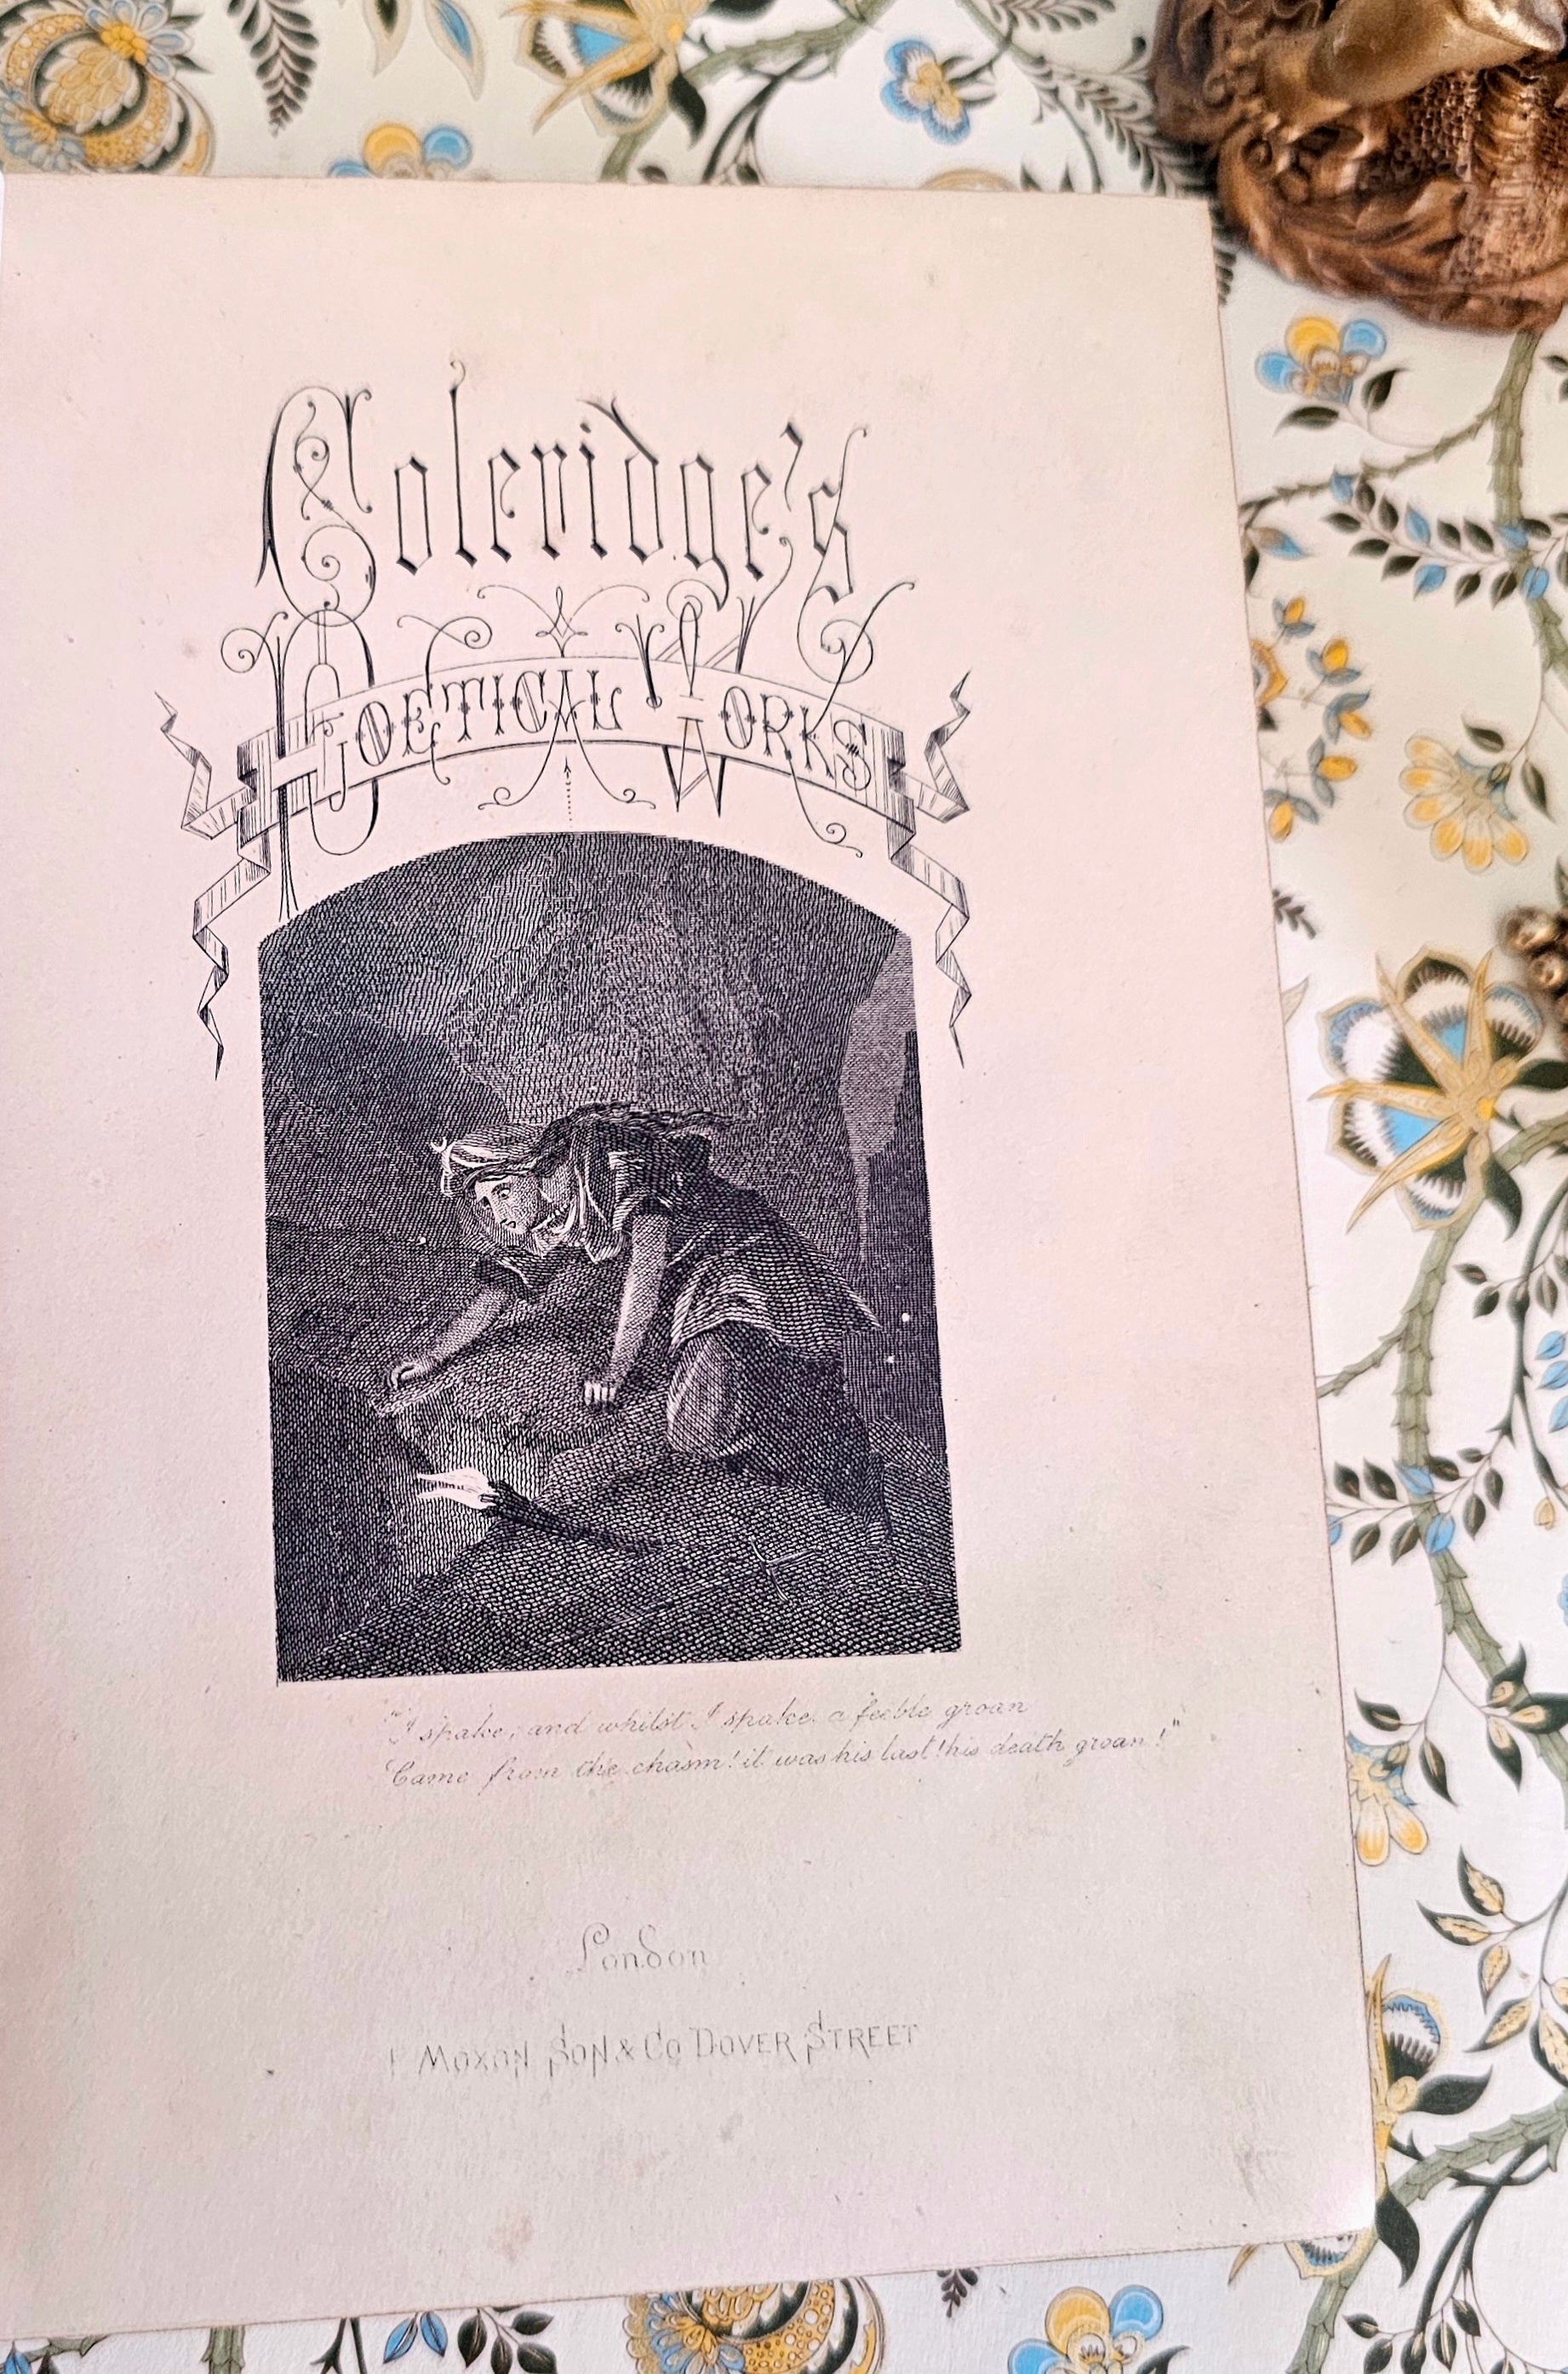 Coleridge's
POETICAL WORKS
"I spake; and whilst I spake a feeble groan
Came from the chasm! it was his last! his death groan!"
London
MOXON SON & CO DOVER STREET